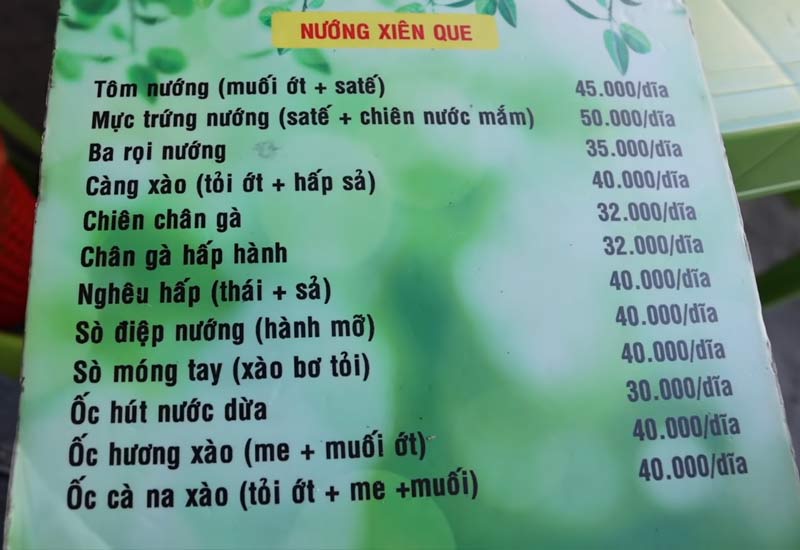 NƯỚNG XIÊN QUE
Tôm nướng (muối ớt + satế) 45.000/dĩa
Mực trứng nướng (satế + chiên nước mắm) 50.000/dĩa
Ba rọi nướng 35.000/dĩa
Càng xào (tỏi ớt + hấp sả) 40.000/dĩa
Chiên chân gà 32.000/dĩa
Chân gà hấp hành 32.000/dĩa
Nghêu hấp (thái + sả) 40.000/dĩa
Sò điệp nướng (hành mỡ) 40.000/dĩa
Sò móng tay (xào bơ tỏi) 40.000/dĩa
Ốc hút nước dừa 30.000/dĩa
Ốc hương xào (me + muối ớt) 40.000/dĩa
Ốc cà na xào (tỏi ớt + me +muối) 40.000/dĩa